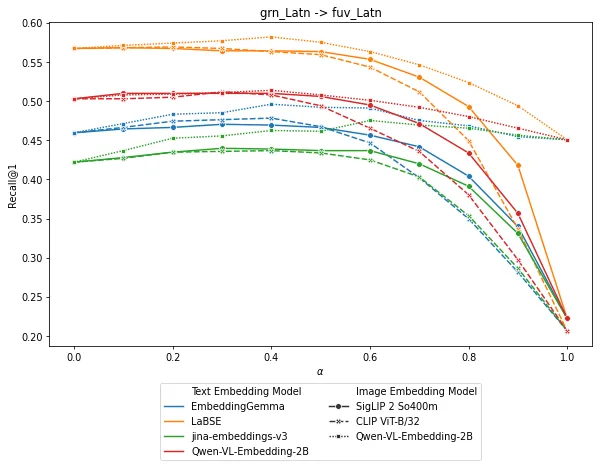 grn_Latn -> fuv_Latn
Recall@1
0.60
0.55
0.50
0.45
0.40
0.35
0.30
0.25
0.20
0.0 0.2 0.4 0.6 0.8 1.0
α
Text Embedding Model Image Embedding Model
EmbeddingGemma SigLIP 2 So400m
LaBSE CLIP ViT-B/32
jina-embeddings-v3 Qwen-VL-Embedding-2B
Qwen-VL-Embedding-2B